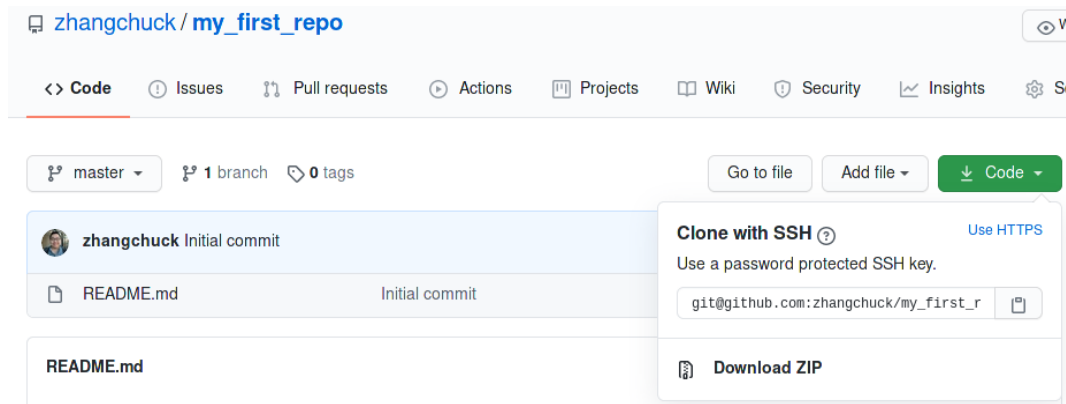 zhangchuck / my_first_repo
<> Code Issues Pull requests Actions Projects Wiki Security Insights
master 1 branch 0 tags Go to file Add file Code
zhangchuck Initial commit
README.md Initial commit
README.md
Clone with SSH Use HTTPS
Use a password protected SSH key.
git@github.com:zhangchuck/my_first_r
Download ZIP